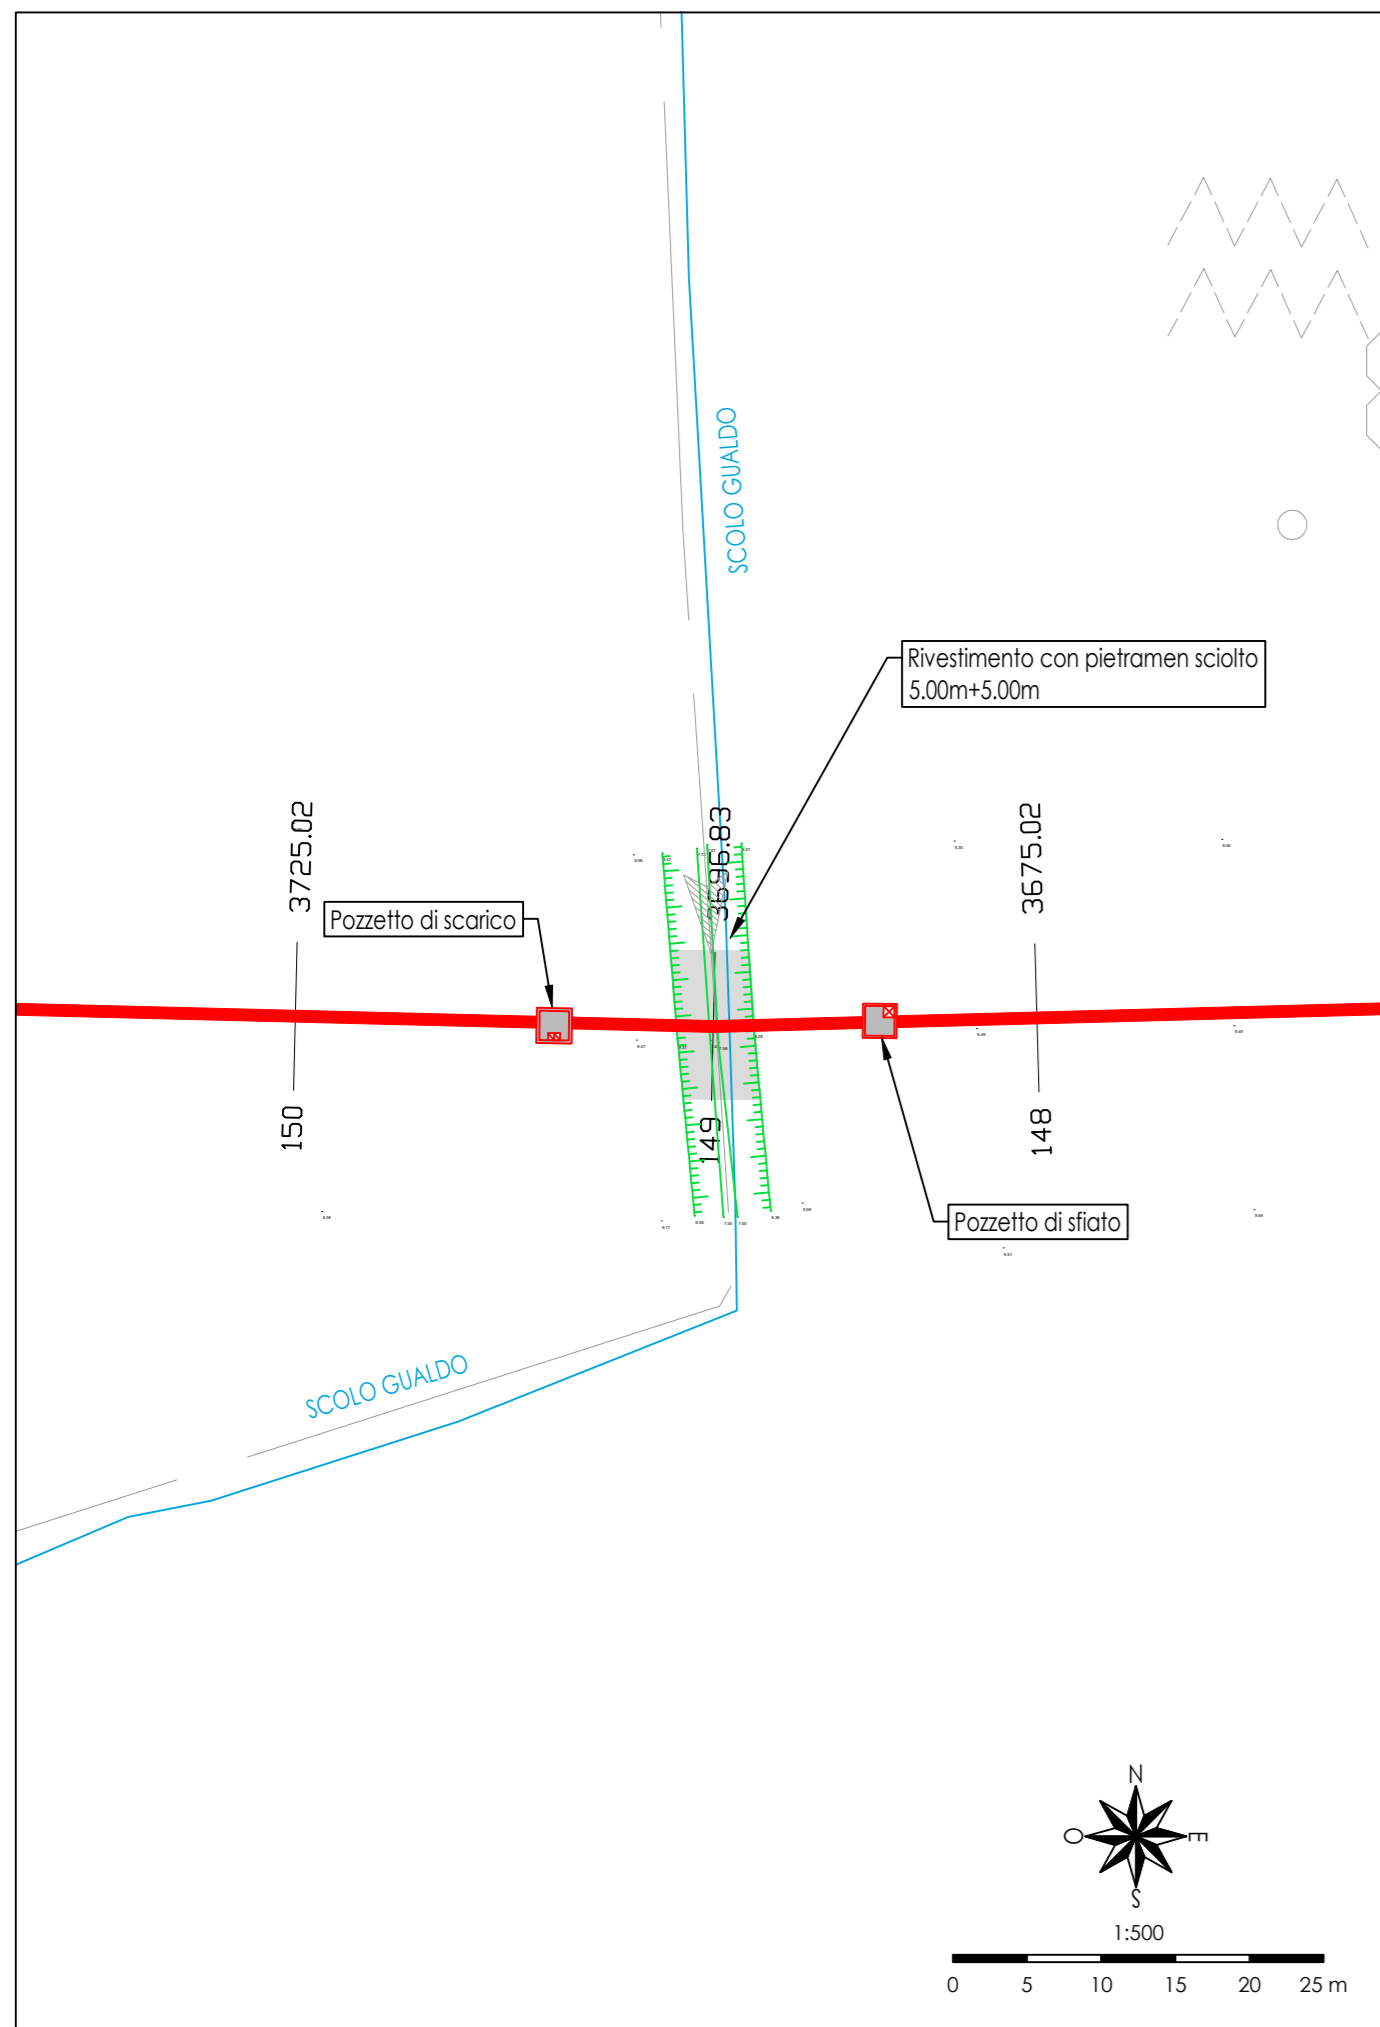 SCOLO GUALDO
Rivestimento con pietramen sciolto
5.00m+5.00m
3725.02
3696.83
3675.02
Pozzetto di scarico
150
149
148
Pozzetto di sfiato
SCOLO GUALDO
N
O
E
S
1:500
0 5 10 15 20 25 m